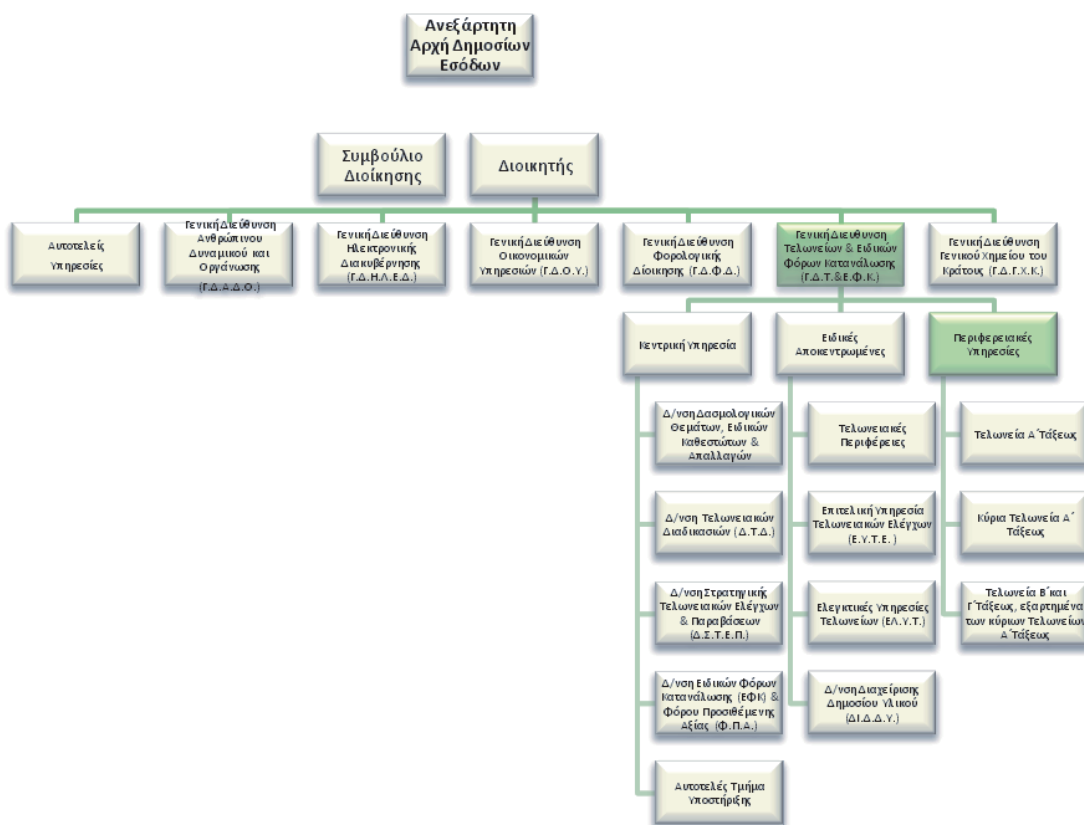 Ανεξάρτητη
Αρχή Δημοσίων
Εσόδων
Συμβούλιο
Διοίκησης
Διοικητής
Αυτοτελείς
Υπηρεσίες
Γενική Διεύθυνση
Ανθρώπινου
Δυναμικού και
Οργάνωσης
(Γ.Δ.Α.Δ.Ο.)
Γενική Διεύθυνση
Ηλεκτρονικής
Διακυβέρνησης
(Γ.Δ.Η.Λ.Ε.Δ.)
Γενική Διεύθυνση
Οικονομικών
Υπηρεσιών (Γ.Δ.Ο.Υ.)
Γενική Διεύθυνση
Φορολογικής
Δίοικησης (Γ.Δ.Φ.Δ.)
Γενική Διευθυνση
Τελωνείων & Ειδικών
Φόρων Κατανάλωσης
(Γ.Δ.Τ.&Ε.Φ.Κ.)
Γενική Διεύθυνση
Γενικού Χημείου του
Κράτους (Γ.Δ.Γ.Χ.Κ.)
Κεντρική Υπηρεσία
Ειδικές
Αποκεντρωμένες
Περιφερειακές
Υπηρεσίες
Δ/νση Δασμολογικών
Θεμάτων, Ειδικών
Καθεστώτων &
Απαλλαγών
Τελωνειακές
Περιφέρειες
Τελωνεία Α΄Τάξεως
Δ/νση Τελωνειακών
Διαδικασιών (Δ.Τ.Δ.)
Επιτελική Υπηρεσία
Τελωνειακών Ελέγχων
(Ε.Υ.Τ.Ε.)
Κύρια Τελωνεία Α΄
Τάξεως
Δ/νση Στρατηγικής
Τελωνειακών Ελέγχων
& Παραβάσεων
(Δ.Σ.Τ.Ε.Π.)
Ελεγκτικές Υπηρεσίες
Τελωνείων (ΕΛ.Υ.Τ.)
Τελωνεία Β΄και
Γ΄Τάξεως, εξαρτημένα
των κύριων Τελωνείων
Α΄Τάξεως
Δ/νση Ειδικών Φόρων
Κατανάλωσης (ΕΦΚ) &
Φόρου Προσιθέμενης
Αξίας (Φ.Π.Α.)
Δ/νση Διαχείρισης
Δημοσίου Υλικού
(ΔΙ.Δ.Δ.Υ.)
Αυτοτελές Τμήμα
Υποστήριξης